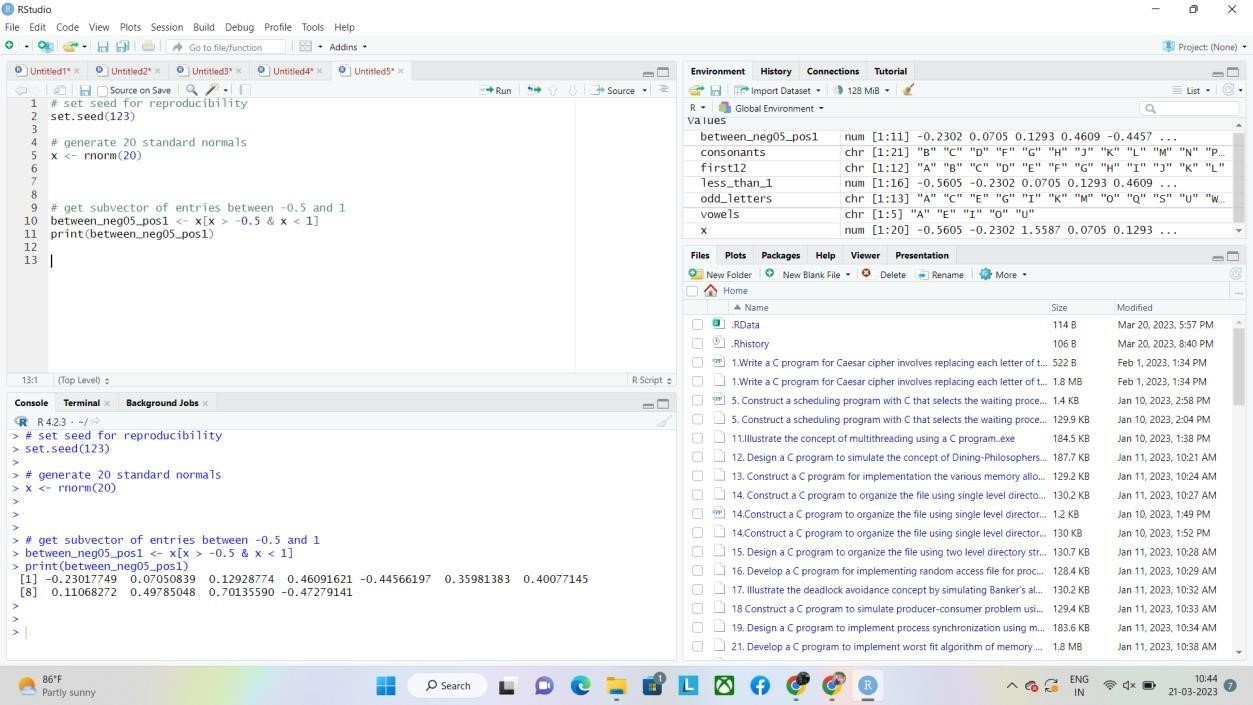 RStudio
File Edit Code View Plots Session Build Debug Profile Tools Help
Go to file/function Addins Project: (None)
Untitled1* Untitled2* Untitled3* Untitled4* Untitled5*
Source on Save Run Source
1 # set seed for reproducibility
2 set.seed(123)
3
4 # generate 20 standard normals
5 x <- rnorm(20)
6
7
8
9 # get subvector of entries between -0.5 and 1
10 between_neg05_pos1 <- x[x > -0.5 & x < 1]
11 print(between_neg05_pos1)
12
13
13:1 (Top Level) R Script
Console Terminal Background Jobs
R 4.2.3 · ~/
> # set seed for reproducibility
> set.seed(123)
>
> # generate 20 standard normals
> x <- rnorm(20)
>
>
>
> # get subvector of entries between -0.5 and 1
> between_neg05_pos1 <- x[x > -0.5 & x < 1]
> print(between_neg05_pos1)
[1] -0.23017749 0.07050839 0.12928774 0.46091621 -0.44566197 0.35981383 0.40077145
[8] 0.11068272 0.49785048 0.70135590 -0.47279141
>
>
>
Environment History Connections Tutorial
Import Dataset 128 MiB List
R Global Environment
Values
between_neg05_pos1 num [1:11] -0.2302 0.0705 0.1293 0.4609 -0.4457 ...
consonants chr [1:21] "B" "C" "D" "F" "G" "H" "J" "K" "L" "M" "N" "P...
first12 chr [1:12] "A" "B" "C" "D" "E" "F" "G" "H" "I" "J" "K" "L"
less_than_1 num [1:16] -0.5605 -0.2302 0.0705 0.1293 0.4609 ...
odd_letters chr [1:13] "A" "C" "E" "G" "I" "K" "M" "O" "Q" "S" "U" "W...
vowels chr [1:5] "A" "E" "I" "O" "U"
x num [1:20] -0.5605 -0.2302 1.5587 0.0705 0.1293 ...
Files Plots Packages Help Viewer Presentation
New Folder New Blank File Delete Rename More
Home ...
Name Size Modified
.RData 114 B Mar 20, 2023, 5:57 PM
.Rhistory 106 B Mar 20, 2023, 8:40 PM
1.Write a C program for Caesar cipher involves replacing each letter of t... 522 B Feb 1, 2023, 1:34 PM
1.Write a C program for Caesar cipher involves replacing each letter of t... 1.8 MB Feb 1, 2023, 1:34 PM
5. Construct a scheduling program with C that selects the waiting proce... 1.4 KB Jan 10, 2023, 2:58 PM
5. Construct a scheduling program with C that selects the waiting proce... 129.9 KB Jan 10, 2023, 2:04 PM
11.Illustrate the concept of multithreading using a C program..exe 184.5 KB Jan 10, 2023, 1:38 PM
12. Design a C program to simulate the concept of Dining-Philosophers... 187.7 KB Jan 11, 2023, 10:21 AM
13. Construct a C program for implementation the various memory allo... 129.2 KB Jan 11, 2023, 10:24 AM
14. Construct a C program to organize the file using single level directo... 130.2 KB Jan 11, 2023, 10:27 AM
14.Construct a C program to organize the file using single level director... 1.2 KB Jan 10, 2023, 1:49 PM
14.Construct a C program to organize the file using single level director... 130 KB Jan 10, 2023, 1:52 PM
15. Design a C program to organize the file using two level directory str... 130.7 KB Jan 11, 2023, 10:28 AM
16. Develop a C program for implementing random access file for proc... 128.4 KB Jan 11, 2023, 10:29 AM
17. Illustrate the deadlock avoidance concept by simulating Banker's al... 130.2 KB Jan 11, 2023, 10:32 AM
18 Construct a C program to simulate producer-consumer problem usi... 129.4 KB Jan 11, 2023, 10:33 AM
19. Design a C program to implement process synchronization using m... 183.6 KB Jan 11, 2023, 10:34 AM
21. Develop a C program to implement worst fit algorithm of memory ... 1.8 MB Jan 11, 2023, 10:38 AM
86°F
Partly sunny
Search
1
ENG
IN
10:44
21-03-2023
7